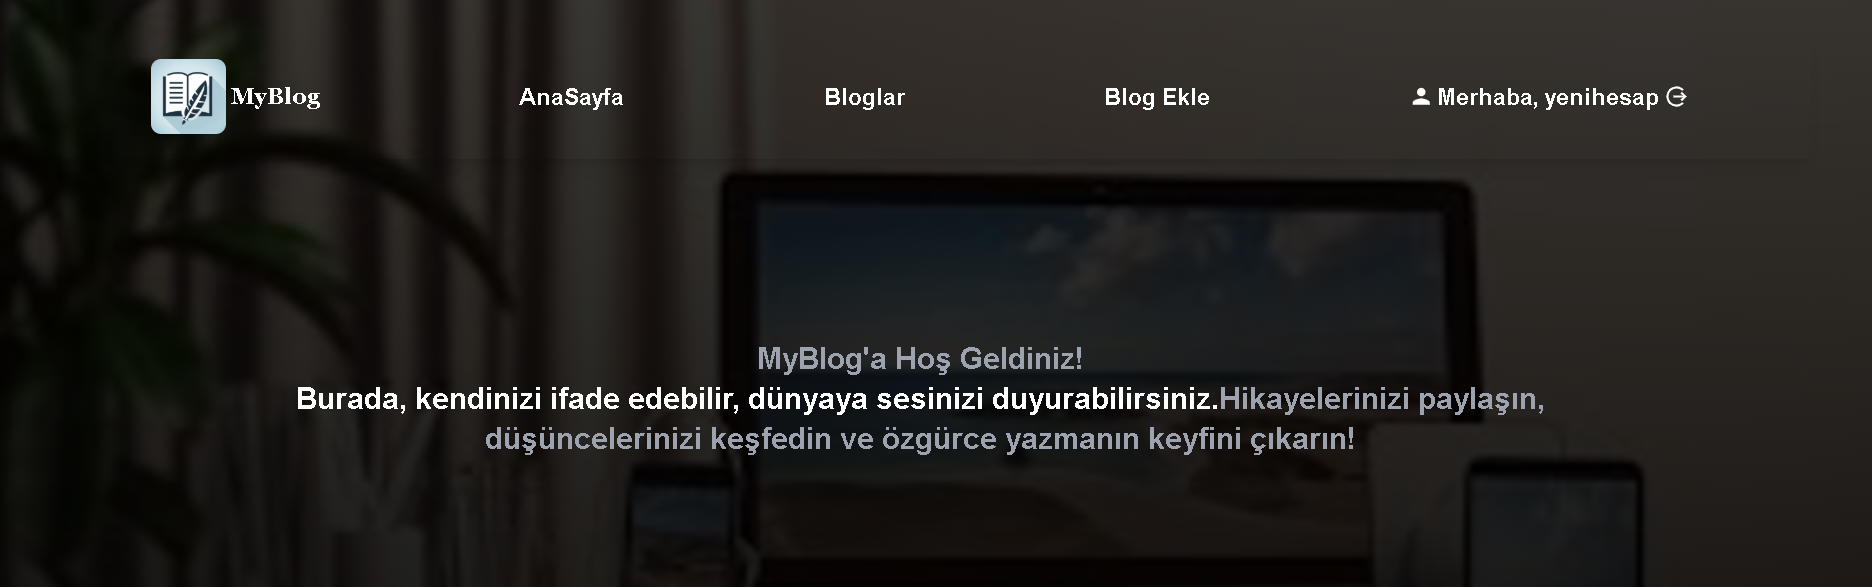 MyBlog AnaSayfa Bloglar Blog Ekle Merhaba, yenihesap
MyBlog'a Hoş Geldiniz!
Burada, kendinizi ifade edebilir, dünyaya sesinizi duyurabilirsiniz.Hikayelerinizi paylaşın,
düşüncelerinizi keşfedin ve özgürce yazmanın keyfini çıkarın!